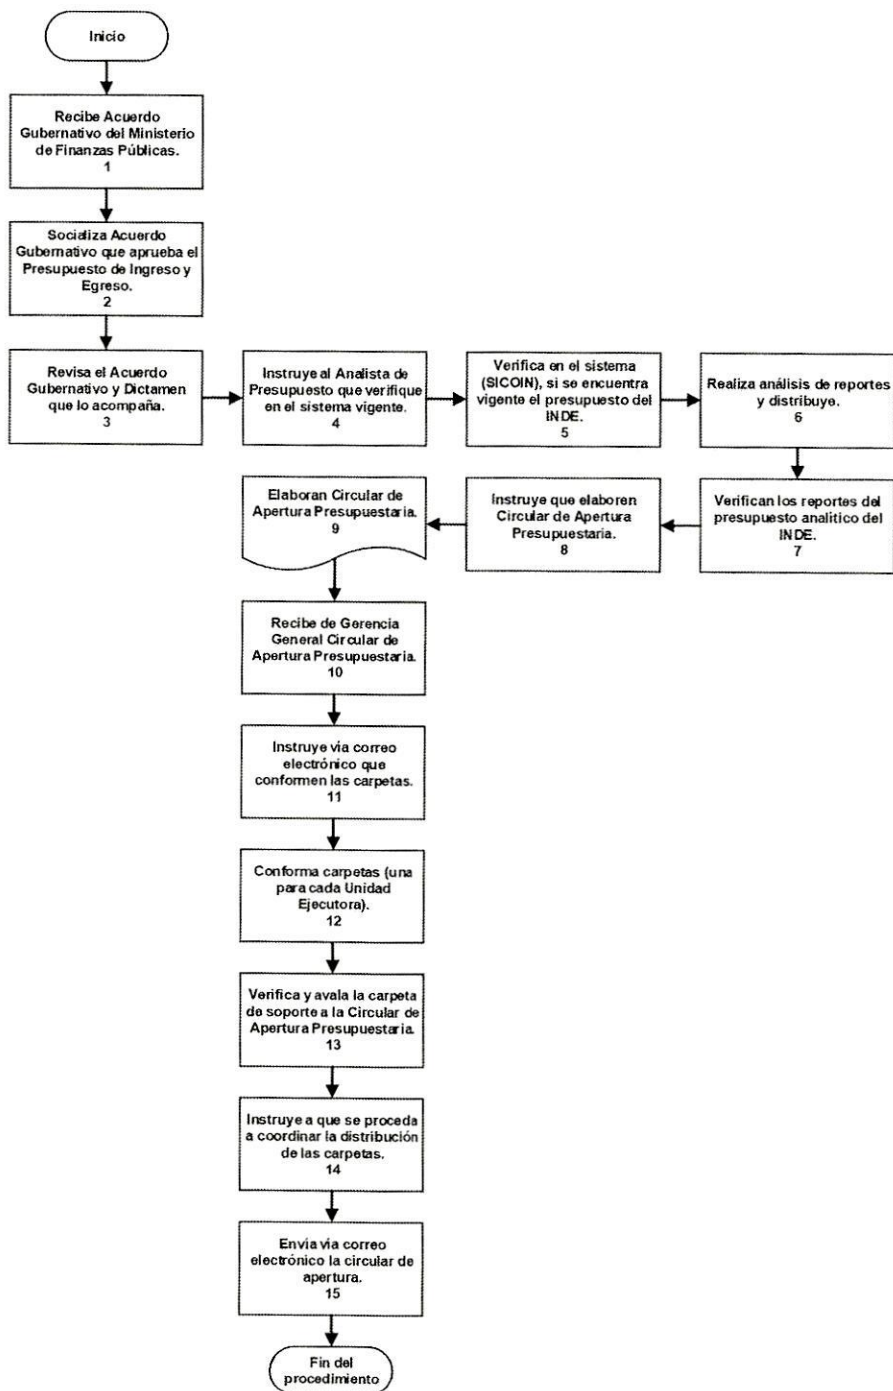 Inicio
Recibe Acuerdo
Gubernativo del Ministerio
de Finanzas Públicas.
1
Socializa Acuerdo
Gubernativo que aprueba el
Presupuesto de Ingreso y
Egreso.
2
Revisa el Acuerdo
Gubernativo y Dictamen
que lo acompaña.
3
Instruye al Analista de
Presupuesto que verifique
en el sistema vigente.
4
Verifica en el sistema
(SICOIN), si se encuentra
vigente el presupuesto del
INDE.
5
Realiza análisis de reportes
y distribuye.
6
Verifican los reportes del
presupuesto analitico del
INDE.
7
Instruye que elaboren
Circular de Apertura
Presupuestaria.
8
Elaboran Circular de
Apertura Presupuestaria.
9
Recibe de Gerencia
General Circular de
Apertura Presupuestaria.
10
Instruye vía correo
electrónico que
conformen las carpetas.
11
Conforma carpetas (una
para cada Unidad
Ejecutora).
12
Verifica y avala la carpeta
de soporte a la Circular de
Apertura Presupuestaria.
13
Instruye a que se proceda
a coordinar la distribución
de las carpetas.
14
Envía vía correo
electrónico la circular de
apertura.
15
Fin del
procedimiento